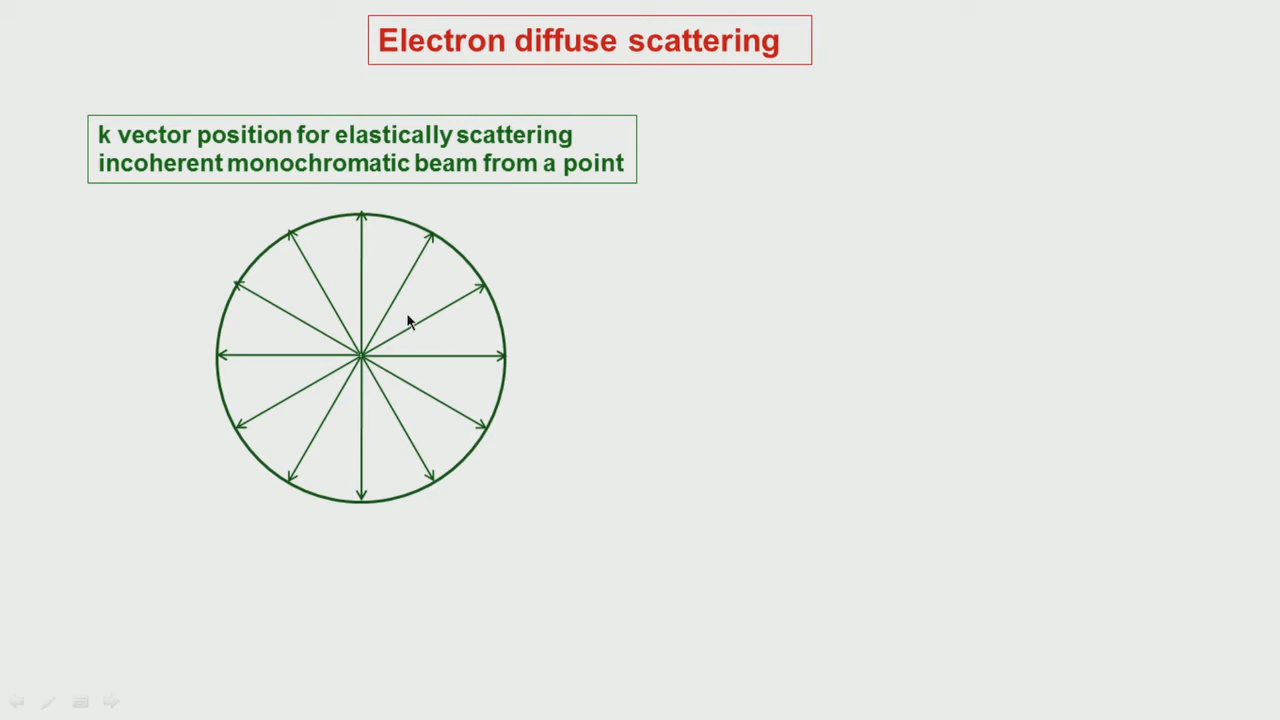 Electron diffuse scattering
k vector position for elastically scattering
incoherent monochromatic beam from a point